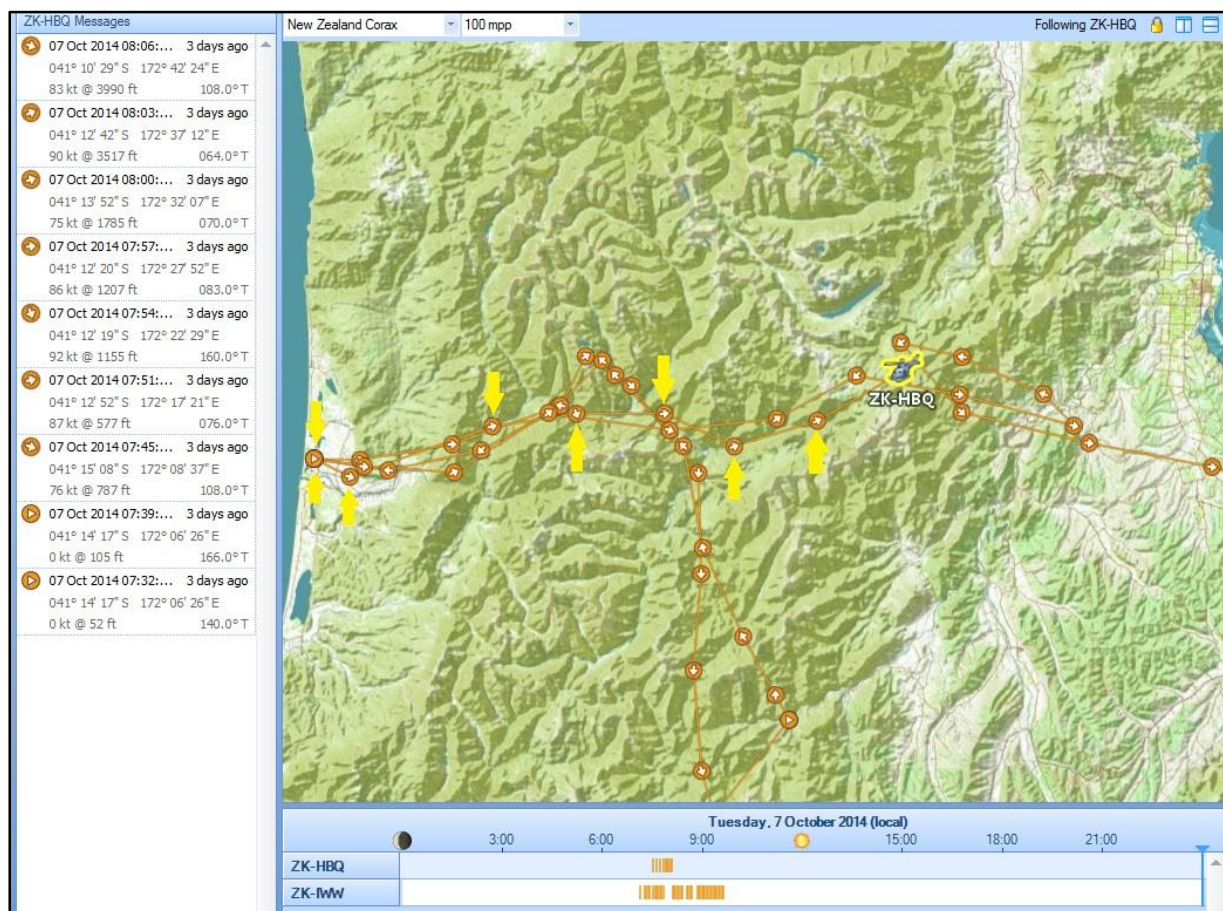 ZK-HBQ Messages
07 Oct 2014 08:06:... 3 days ago
041° 10' 29" S 172° 42' 24" E
83 kt @ 3990 ft 108.0° T
07 Oct 2014 08:03:... 3 days ago
041° 12' 42" S 172° 37' 12" E
90 kt @ 3517 ft 064.0° T
07 Oct 2014 08:00:... 3 days ago
041° 13' 52" S 172° 32' 07" E
75 kt @ 1785 ft 070.0° T
07 Oct 2014 07:57:... 3 days ago
041° 12' 20" S 172° 27' 52" E
86 kt @ 1207 ft 083.0° T
07 Oct 2014 07:54:... 3 days ago
041° 12' 19" S 172° 22' 29" E
92 kt @ 1155 ft 160.0° T
07 Oct 2014 07:51:... 3 days ago
041° 12' 52" S 172° 17' 21" E
87 kt @ 577 ft 076.0° T
07 Oct 2014 07:45:... 3 days ago
041° 15' 08" S 172° 08' 37" E
76 kt @ 787 ft 108.0° T
07 Oct 2014 07:39:... 3 days ago
041° 14' 17" S 172° 06' 26" E
0 kt @ 105 ft 166.0° T
07 Oct 2014 07:32:... 3 days ago
041° 14' 17" S 172° 06' 26" E
0 kt @ 52 ft 140.0° T
New Zealand Corax 100 mpp Following ZK-HBQ
ZK-HBQ
Tuesday, 7 October 2014 (local)
3:00 6:00 9:00 15:00 18:00 21:00
ZK-HBQ
ZK-IWW